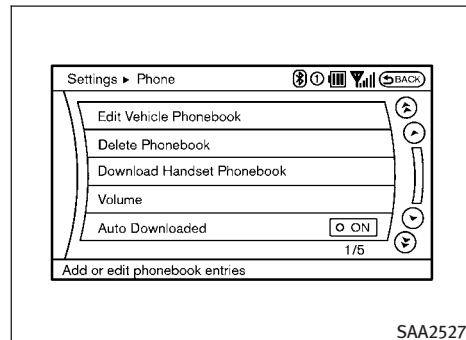 Settings ▸ Phone ① BACK
Edit Vehicle Phonebook
Delete Phonebook
Download Handset Phonebook
Volume
Auto Downloaded ON
1/5
Add or edit phonebook entries
SAA2527